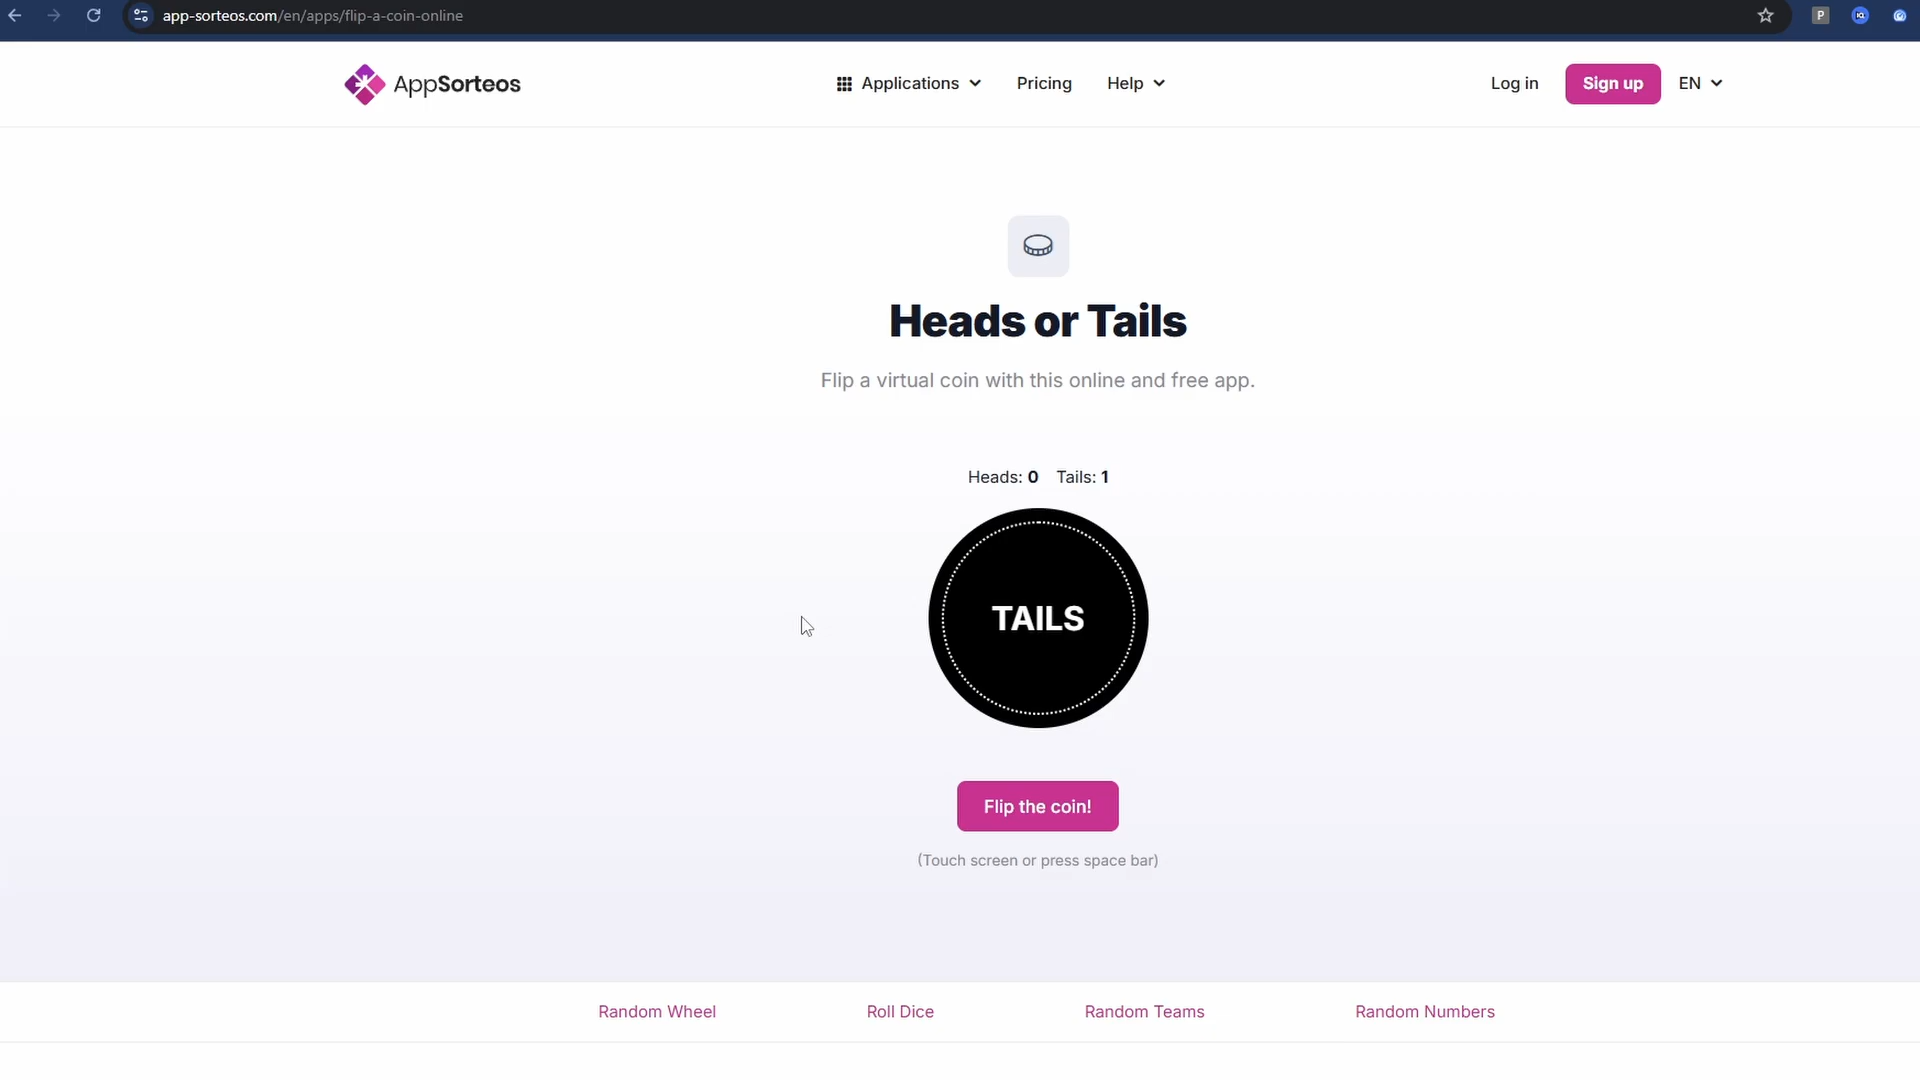 app-sorteos.com/en/apps/flip-a-coin-online
P
AppSorteos
Applications
Pricing
Help
Log in
Sign up
EN
Heads or Tails
Flip a virtual coin with this online and free app.
Heads: 0 Tails: 1
TAILS
Flip the coin!
(Touch screen or press space bar)
Random Wheel
Roll Dice
Random Teams
Random Numbers